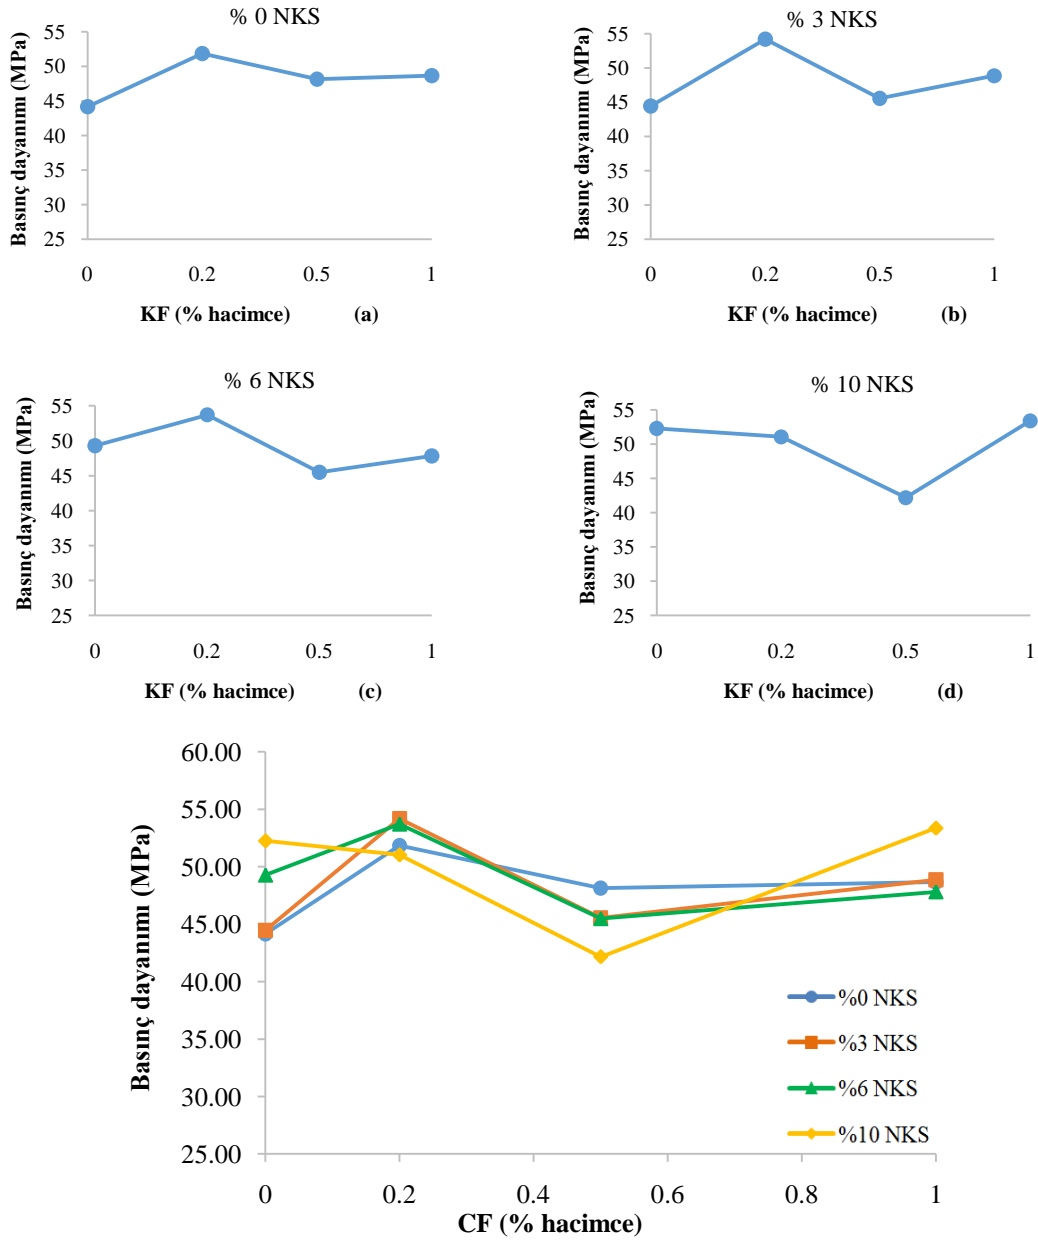 % 0 NKS
Basınç dayanımı (MPa)
55
50
45
40
35
30
25
0 0.2 0.5 1
KF (% hacimce) (a)
% 3 NKS
Basınç dayanımı (MPa)
55
50
45
40
35
30
25
0 0.2 0.5 1
KF (% hacimce) (b)
% 6 NKS
Basınç dayanımı (MPa)
55
50
45
40
35
30
25
0 0.2 0.5 1
KF (% hacimce) (c)
% 10 NKS
Basınç dayanımı (MPa)
55
50
45
40
35
30
25
0 0.2 0.5 1
KF (% hacimce) (d)
Basınç dayanımı (MPa)
60.00
55.00
50.00
45.00
40.00
35.00
30.00
25.00
%0 NKS
%3 NKS
%6 NKS
%10 NKS
0 0.2 0.4 0.6 0.8 1
CF (% hacimce)